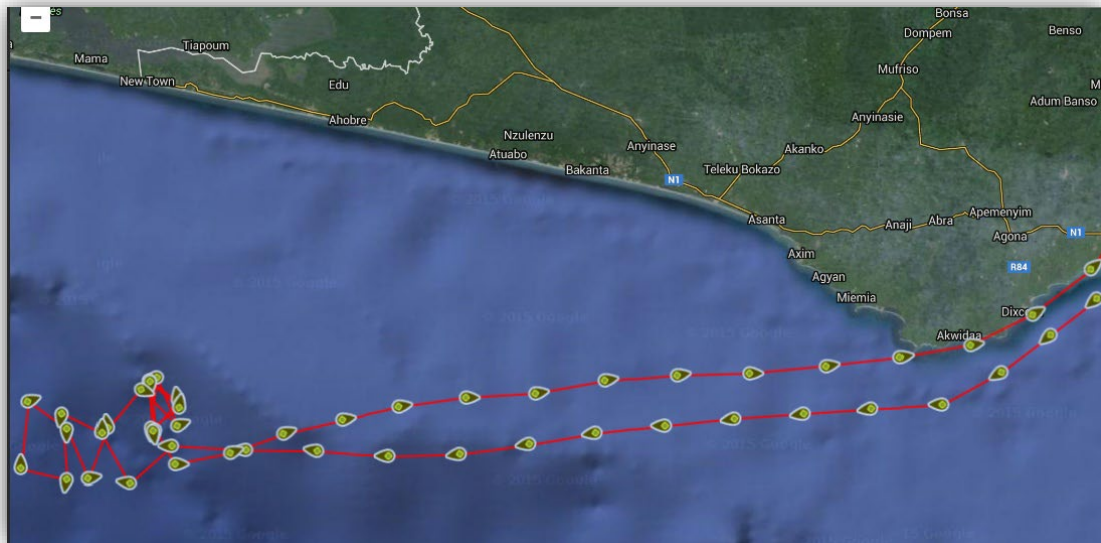 Bonsa
Dompem
Benso
Tiapoum
Mama
New Town
Edu
Mufriso
Adum Banso
Ahobre
Anyinasie
Nzulenzu
Atuabo
Anyinase
Akanko
Bakanta
N1
Teleku Bokazo
Asanta
Anaji
Abra
Apemenyim
Agona
N1
Axim
R84
Agyan
Miemia
Dixc
Akwidaa
© 2015 Google
© 2015 Google
© 2015 Google
© 2015 Google
© 2015 Google
15 Google